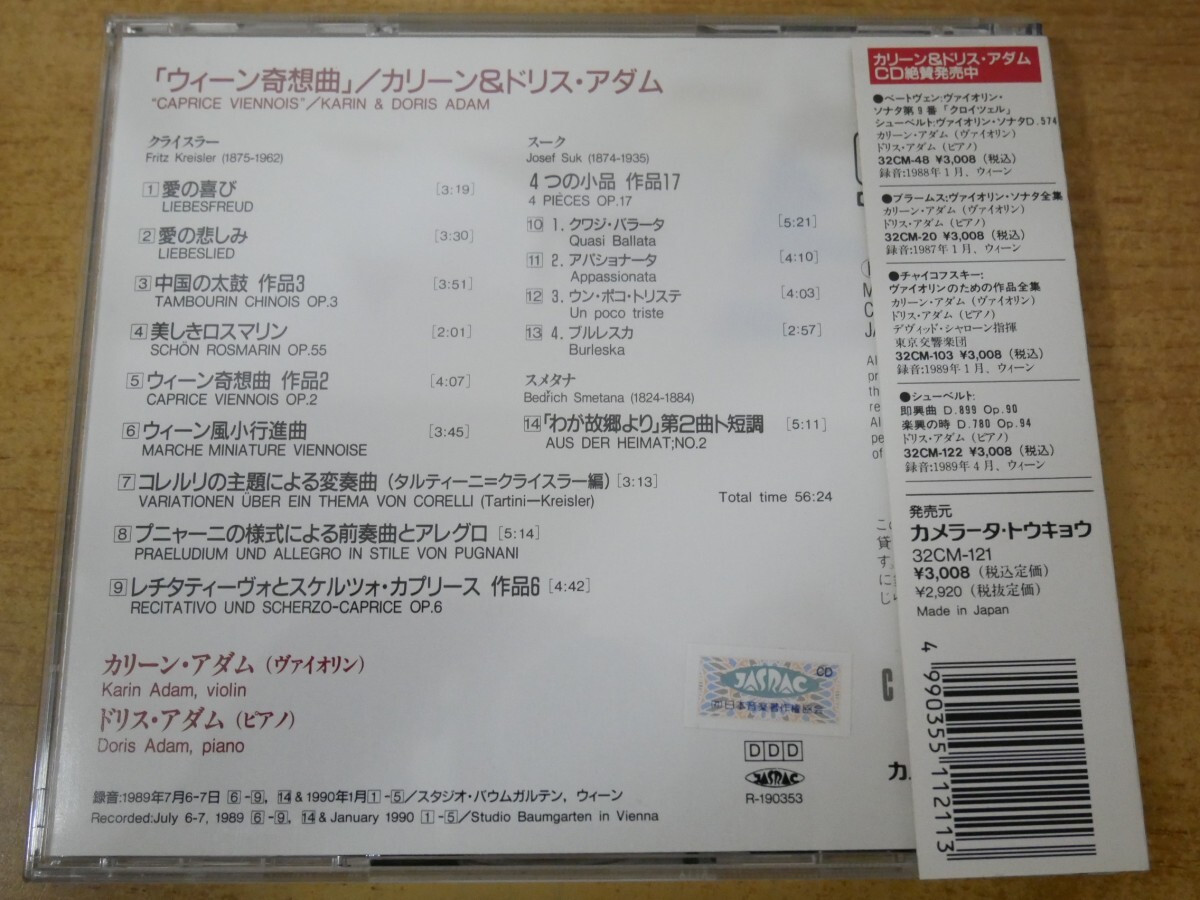 「ウィーン奇想曲」/カリーン&ドリス・アダム
"CAPRICE VIENNOIS"/KARIN & DORIS ADAM
クライスラー
Fritz Kreisler (1875-1962)
1 愛の喜び [3:19]
LIEBESFREUD
2 愛の悲しみ [3:30]
LIEBESLIED
3 中国の太鼓 作品3 [3:51]
TAMBOURIN CHINOIS OP.3
4 美しきロスマリン [2:01]
SCHÖN ROSMARIN OP.55
5 ウィーン奇想曲 作品2 [4:07]
CAPRICE VIENNOIS OP.2
6 ウィーン風小行進曲 [3:45]
MARCHE MINIATURE VIENNOISE
7 コレルリの主題による変奏曲(タルティーニ=クライスラー編)[3:13]
VARIATIONEN ÜBER EIN THEMA VON CORELLI (Tartini—Kreisler)
8 プニャーニの様式による前奏曲とアレグロ [5:14]
PRAELUDIUM UND ALLEGRO IN STILE VON PUGNANI
9 レチタティーヴォとスケルツォ・カプリース 作品6 [4:42]
RECITATIVO UND SCHERZO-CAPRICE OP.6
スーク
Josef Suk (1874-1935)
4つの小品 作品17
4 PIÈCES OP.17
10 1. クワジ・バラータ [5:21]
Quasi Ballata
11 2. アパショナータ [4:10]
Appassionata
12 3. ウン・ポコ・トリステ [4:03]
Un poco triste
13 4. ブルレスカ [2:57]
Burleska
スメタナ
Bedřich Smetana (1824-1884)
14 「わが故郷より」第2曲ト短調 [5:11]
AUS DER HEIMAT;NO.2
Total time 56:24
カリーン・アダム(ヴァイオリン)
Karin Adam, violin
ドリス・アダム(ピアノ)
Doris Adam, piano
CD
JASRAC
日本音楽著作権協会
DDD
JASRAC
R-190353
録音:1989年7月6-7日 6-9, 14 & 1990年1月 1-5/スタジオ・バウムガルテン, ウィーン
Recorded:July 6-7, 1989 6-9, 14 & January 1990 1-5/Studio Baumgarten in Vienna
カリーン&ドリス・アダム
CD絶賛発売中
●ベートヴェン:ヴァイオリン・
ソナタ第9番「クロイツェル」
シューベルト:ヴァイオリン・ソナタD.574
カリーン・アダム(ヴァイオリン)
ドリス・アダム(ピアノ)
32CM-48 ¥3,008(税込)
録音:1988年1月、ウィーン
●ブラームス:ヴァイオリン・ソナタ全集
カリーン・アダム(ヴァイオリン)
ドリス・アダム(ピアノ)
32CM-20 ¥3,008(税込)
録音:1987年1月、ウィーン
●チャイコフスキー:
ヴァイオリンのための作品全集
カリーン・アダム(ヴァイオリン)
ドリス・アダム(ピアノ)
デヴィッド・シャローン指揮
東京交響楽団
32CM-103 ¥3,008(税込)
録音:1989年1月、ウィーン
●シューベルト:
即興曲 D.899 Op.90
楽興の時 D.780 Op.94
ドリス・アダム(ピアノ)
32CM-122 ¥3,008(税込)
録音:1989年4月、ウィーン
発売元
カメラータ・トウキョウ
32CM-121
¥3,008(税込定価)
¥2,920(税抜定価)
Made in Japan
4990355112113